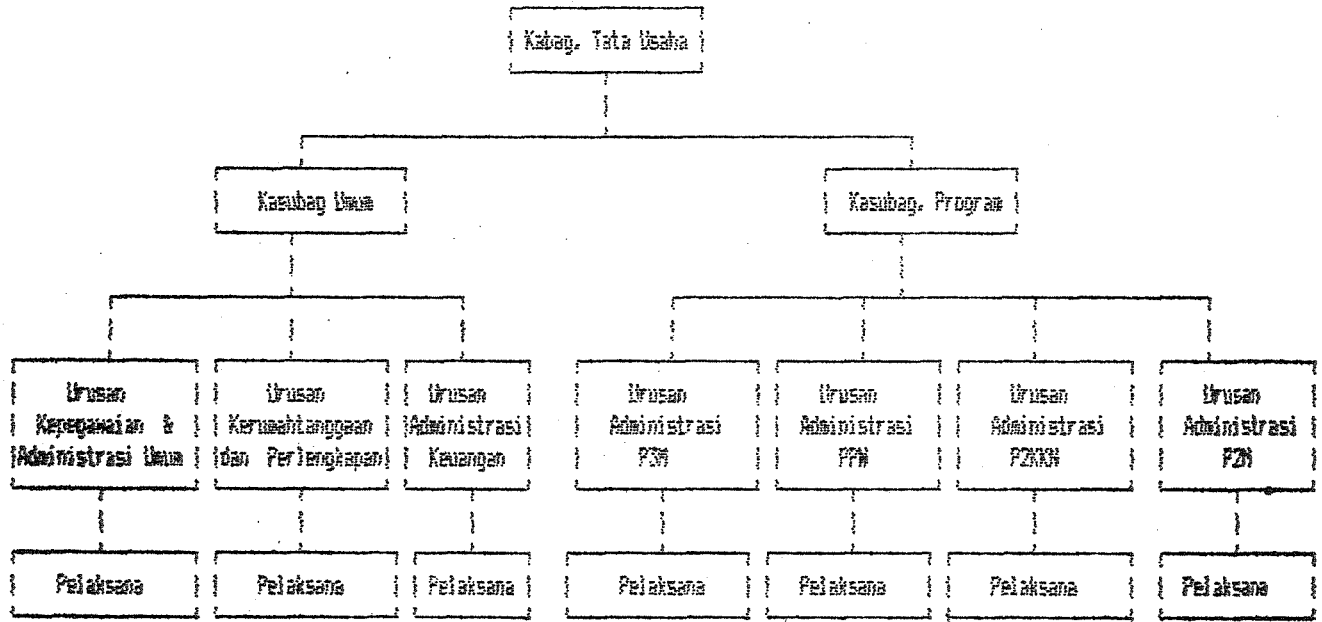 Kabag. Tata Usaha
Kasubag Umum
Kasubag. Program
Urusan
Kepegawaian &
Administrasi Umum
Urusan
Kerumahtanggaan
dan Perlengkapan
Urusan
Administrasi
Keuangan
Urusan
Administrasi
P3M
Urusan
Administrasi
PPW
Urusan
Administrasi
P2KKN
Urusan
Administrasi
P2M
Pelaksana
Pelaksana
Pelaksana
Pelaksana
Pelaksana
Pelaksana
Pelaksana